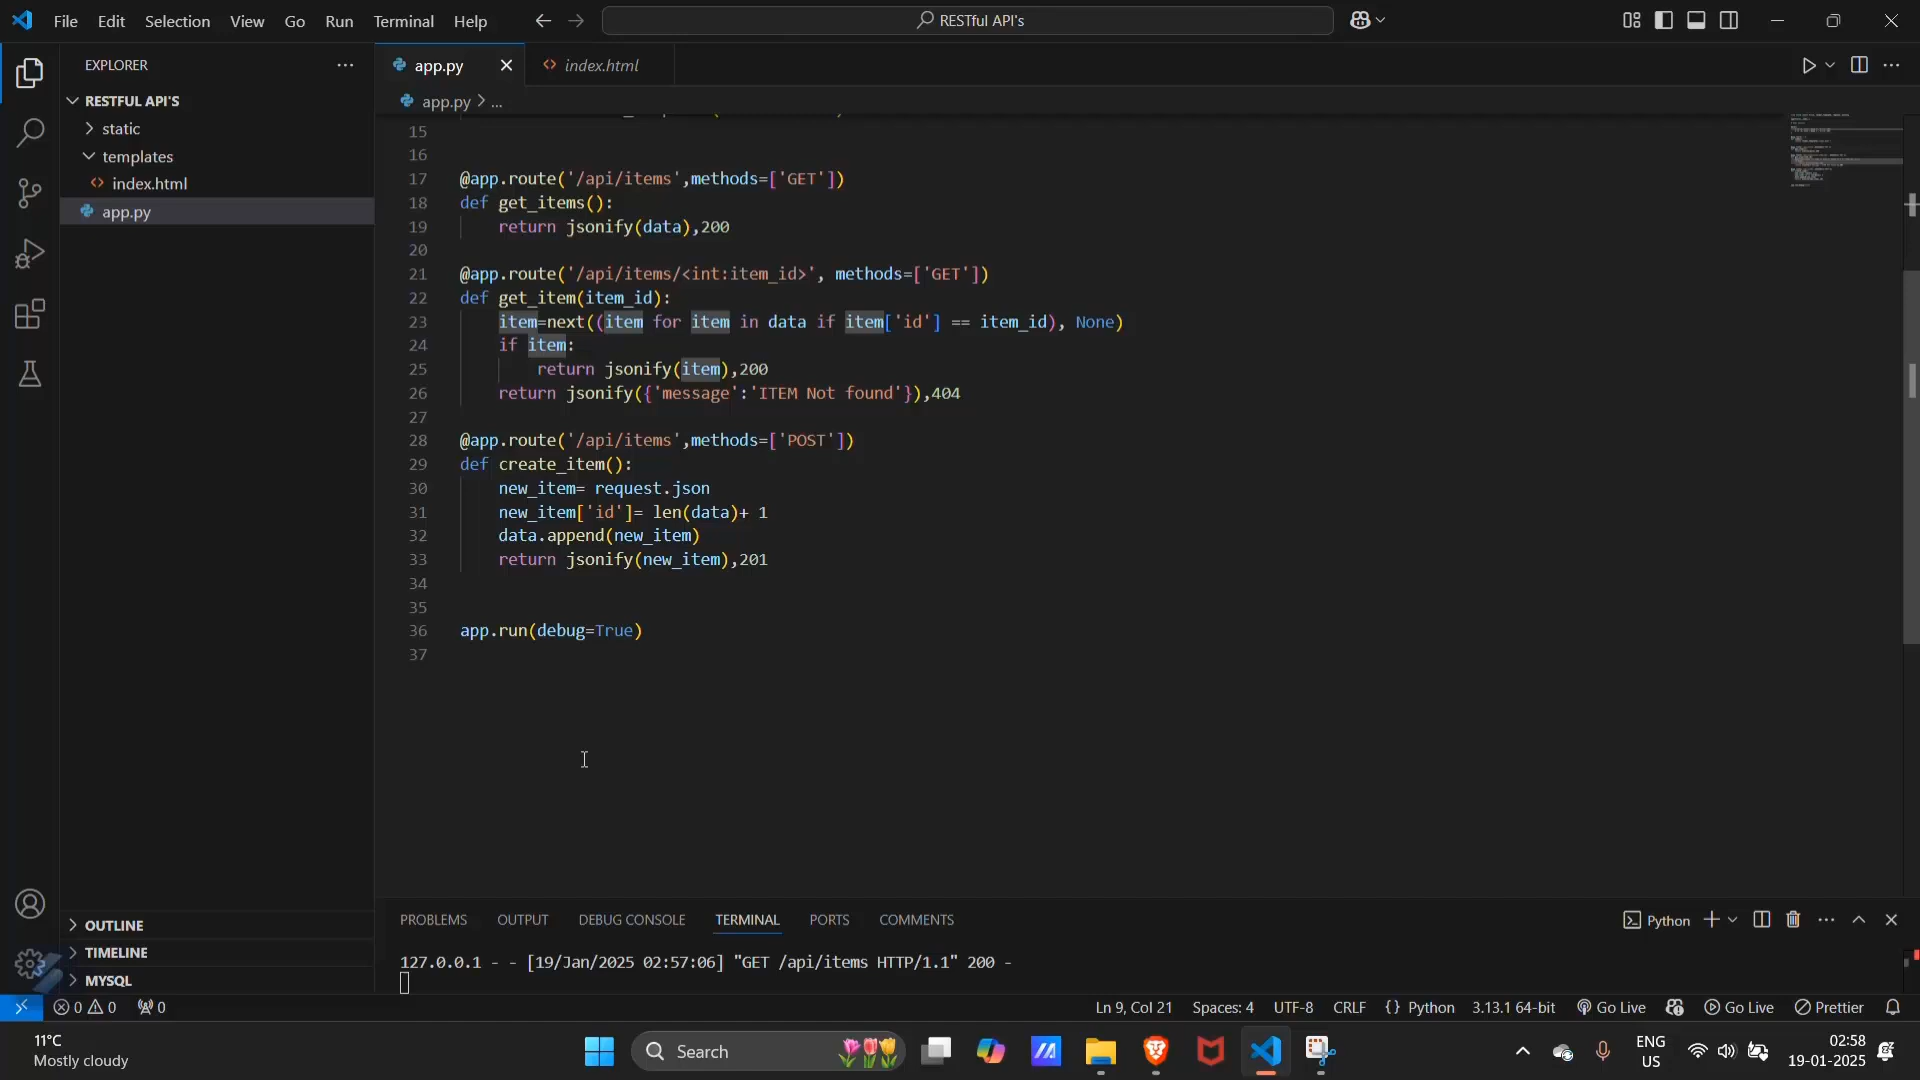 File Edit Selection View Go Run Terminal Help
RESTful API's
EXPLORER
RESTFUL API'S
static
templates
index.html
app.py
app.py
index.html
app.py > ...
15
16
17 @app.route('/api/items',methods=['GET'])
18 def get_items():
19 return jsonify(data),200
20
21 @app.route('/api/items/<int:item_id>', methods=['GET'])
22 def get_item(item_id):
23 item=next((item for item in data if item['id'] == item_id), None)
24 if item:
25 return jsonify(item),200
26 return jsonify({'message':'ITEM Not found'}),404
27
28 @app.route('/api/items',methods=['POST'])
29 def create_item():
30 new_item= request.json
31 new_item['id']= len(data)+ 1
32 data.append(new_item)
33 return jsonify(new_item),201
34
35
36 app.run(debug=True)
37
OUTLINE
TIMELINE
MYSQL
PROBLEMS OUTPUT DEBUG CONSOLE TERMINAL PORTS COMMENTS
Python
127.0.0.1 - - [19/Jan/2025 02:57:06] "GET /api/items HTTP/1.1" 200 -
0 0 0
Ln 9, Col 21 Spaces: 4 UTF-8 CRLF {} Python 3.13.1 64-bit Go Live Go Live Prettier
11°C
Mostly cloudy
Search
ENG
US
02:58
19-01-2025